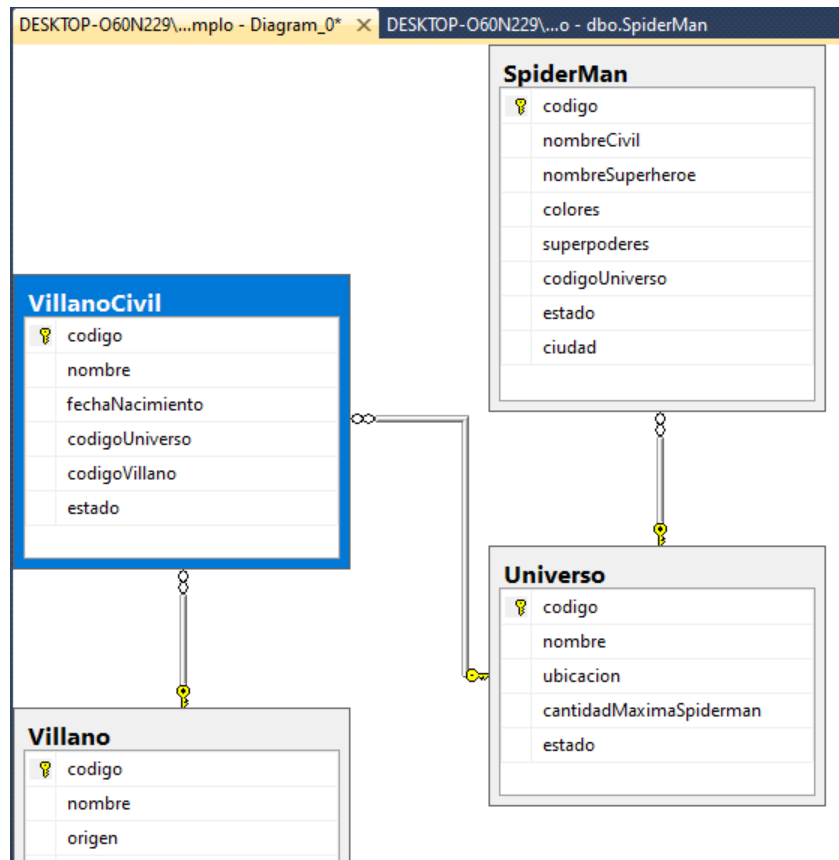 DESKTOP-O60N229\...mplo - Diagram_0*
DESKTOP-O60N229\...o - dbo.SpiderMan
SpiderMan
codigo
nombreCivil
nombreSuperheroe
colores
superpoderes
codigoUniverso
estado
ciudad
VillanoCivil
codigo
nombre
fechaNacimiento
codigoUniverso
codigoVillano
estado
Universo
codigo
nombre
ubicacion
cantidadMaximaSpiderman
estado
Villano
codigo
nombre
origen